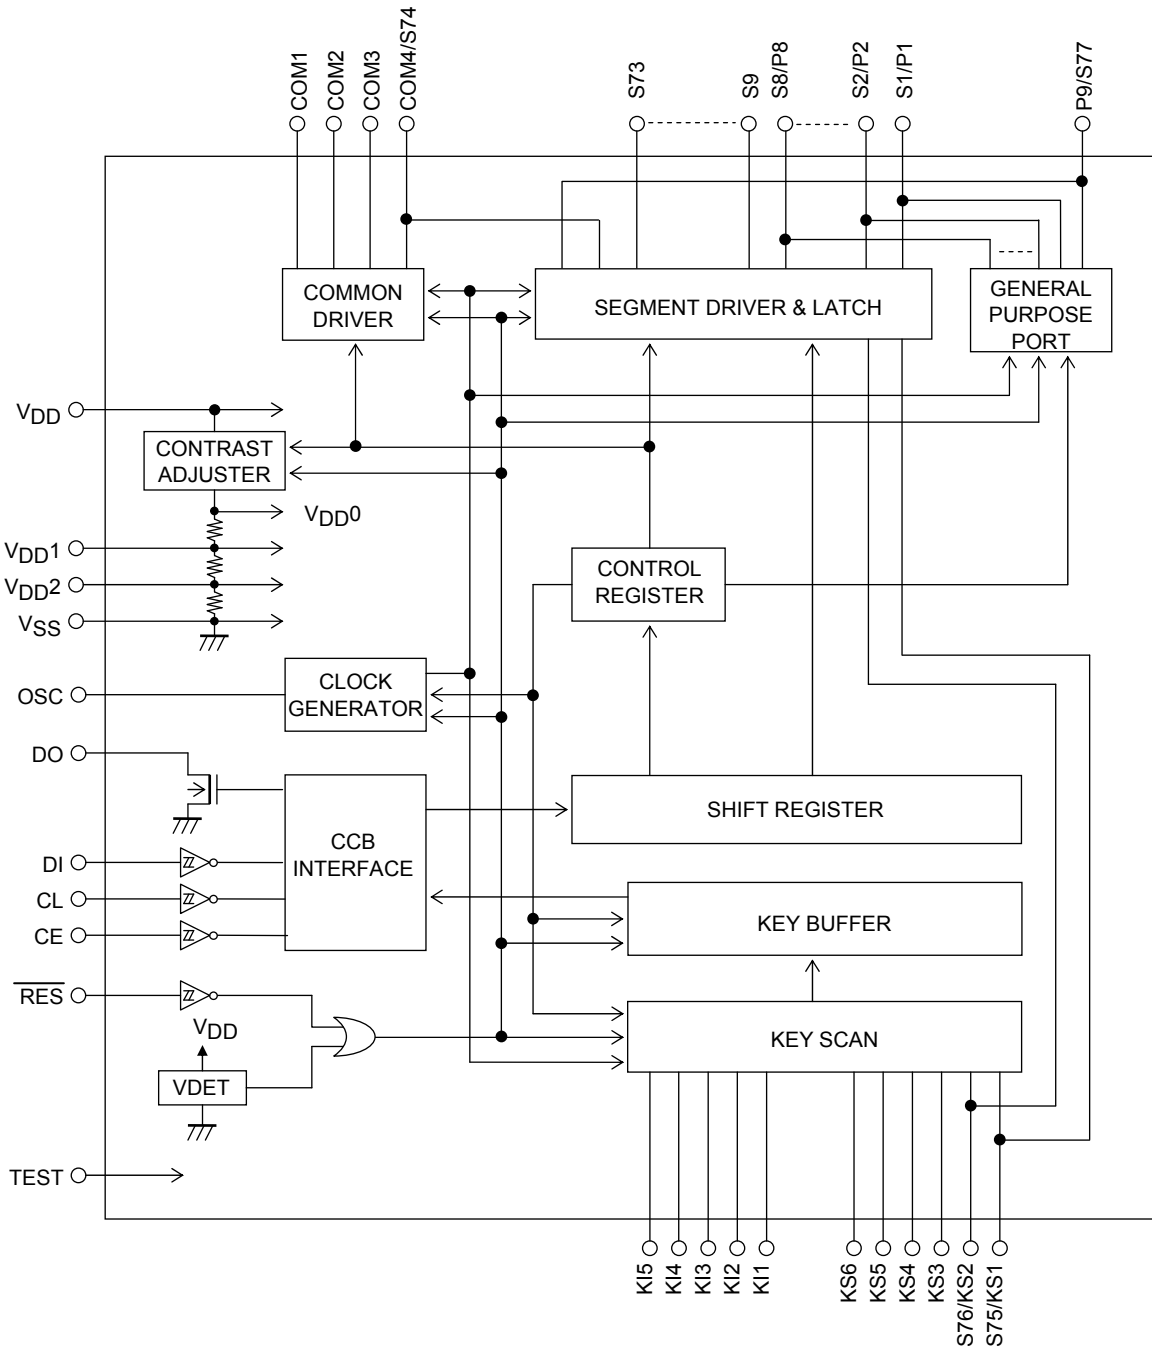 COM1
COM2
COM3
COM4/S74
S73
S9
S8/P8
S2/P2
S1/P1
P9/S77
COMMON
DRIVER
SEGMENT DRIVER & LATCH
GENERAL
PURPOSE
PORT
VDD
CONTRAST
ADJUSTER
VDD0
VDD1
VDD2
VSS
CONTROL
REGISTER
OSC
CLOCK
GENERATOR
DO
SHIFT REGISTER
CCB
INTERFACE
DI
CL
CE
KEY BUFFER
RES
VDD
VDET
KEY SCAN
TEST
KI5
KI4
KI3
KI2
KI1
KS6
KS5
KS4
KS3
S76/KS2
S75/KS1